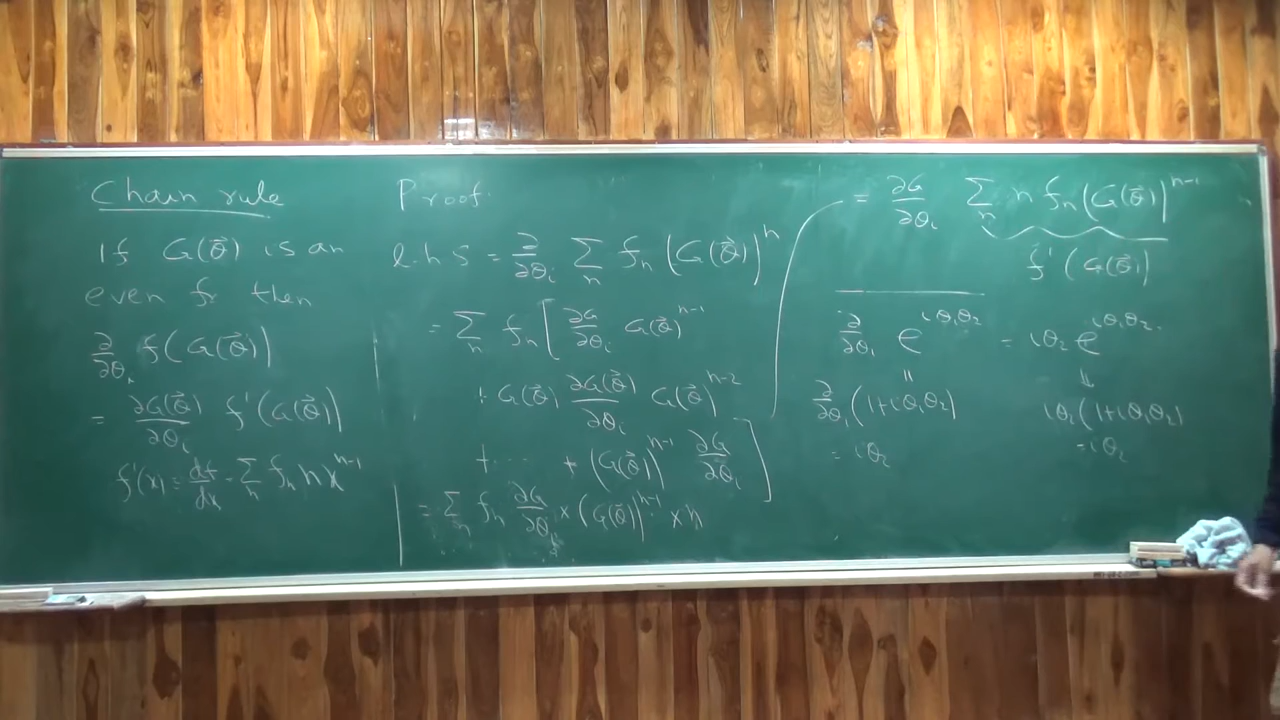 Chain rule
If G(θ⃗) is an
even fn then
∂/∂θᵢ f(G(θ⃗))
= ∂G(θ⃗)/∂θᵢ f'(G(θ⃗))
f'(x) = df/dx = Σₙ fₙ n xⁿ⁻¹
Proof.
l.h.s = ∂/∂θᵢ Σₙ fₙ (G(θ⃗))ⁿ
= Σₙ fₙ [ ∂G/∂θᵢ G(θ⃗)ⁿ⁻¹
+ G(θ⃗) ∂G(θ⃗)/∂θᵢ G(θ⃗)ⁿ⁻²
+ ···· + (G(θ⃗))ⁿ⁻¹ ∂G/∂θᵢ ]
= Σₙ fₙ ∂G/∂θᵢ × (G(θ⃗))ⁿ⁻¹ × n
= ∂G/∂θᵢ Σₙ n fₙ (G(θ⃗))ⁿ⁻¹
f'(G(θ⃗))
∂/∂θ₁ e^{iθ₁θ₂} = iθ₂ e^{iθ₁θ₂}.
∂/∂θ₁ (1+iθ₁θ₂) iθ₂(1+iθ₁θ₂)
= iθ₂ = iθ₂